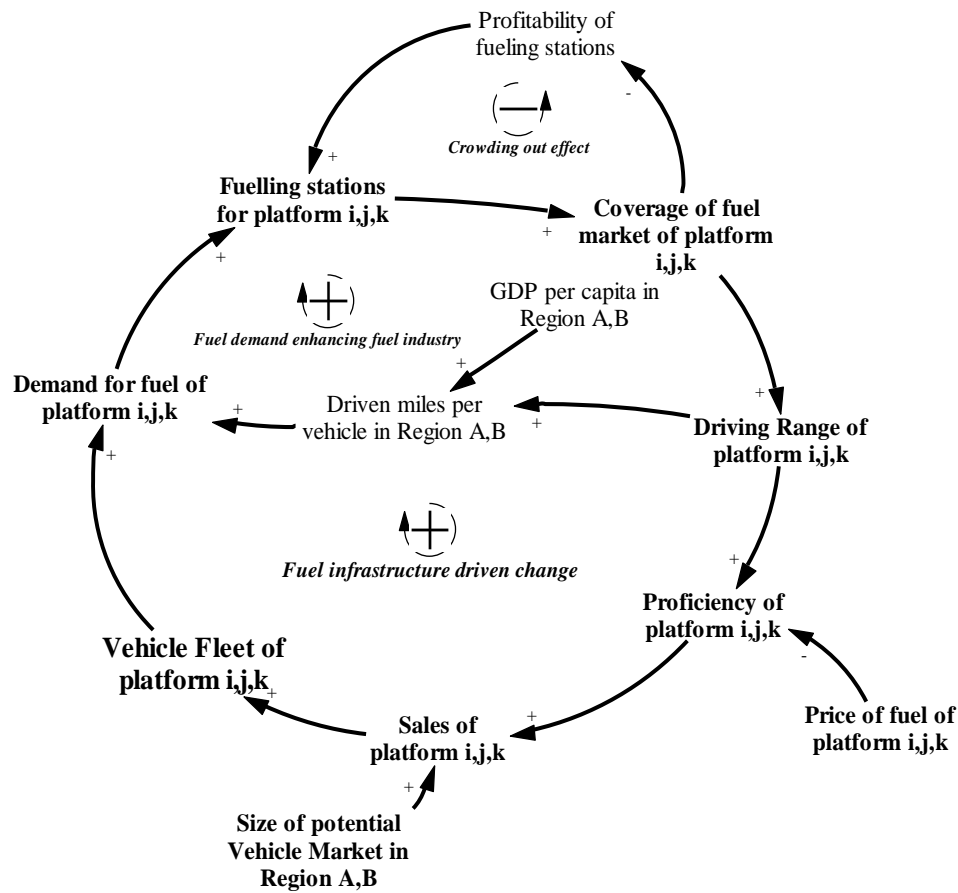 Profitability of
fueling stations
-
Crowding out effect
+
Fuelling stations
for platform i,j,k
+
Coverage of fuel
market of platform
i,j,k
+
GDP per capita in
Region A,B
Fuel demand enhancing fuel industry
+
Demand for fuel of
platform i,j,k
+
Driven miles per
vehicle in Region A,B
+
+
Driving Range of
platform i,j,k
+
Fuel infrastructure driven change
+
Proficiency of
platform i,j,k
-
Vehicle Fleet of
platform i,j,k
+
Sales of
platform i,j,k
+
Price of fuel of
platform i,j,k
+
Size of potential
Vehicle Market in
Region A,B